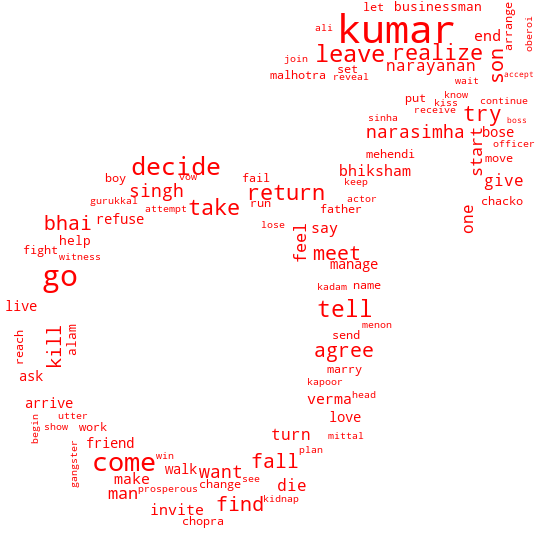 let businessman
ali kumar arrange oberoi
end
join leave realize son
narayanan
malhotra set
reveal wait accept
put know
kiss continue
receive try boss
sinha narasimha bose
start officer
mehendi move
decide
boy vow fail bhiksham
singh keep give
return
gurukkal actor chacko
attempt take run father
refuse one
bhai lose feel say
help
fight witness meet
manage
go kadam name
live tell
menon
reach kill alam send
agree
ask marry
kapoor
arrive verma head
begin utter love
show work turn mittal
friend
gangster come win plan
walk want fall
make see
man prosperous change die
find kidnap
invite
chopra